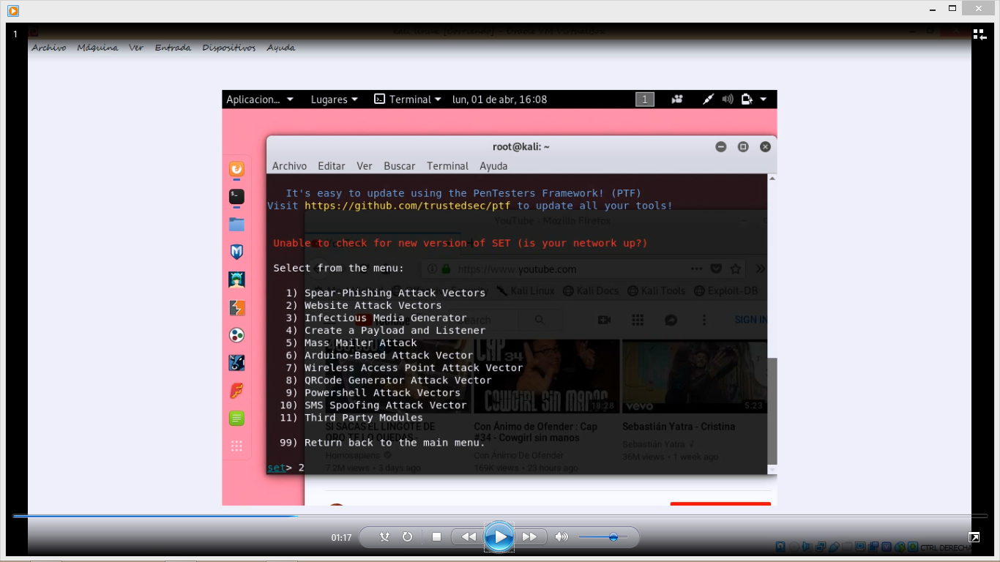 1
Archivo Máquina Ver Entrada Dispositivos Ayuda
Aplicacion... Lugares Terminal lun, 01 de abr, 16:08 1
root@kali: ~
Archivo Editar Ver Buscar Terminal Ayuda
It's easy to update using the PenTesters Framework! (PTF)
Visit https://github.com/trustedsec/ptf to update all your tools!
YouTube - Mozilla Firefox
Unable to check for new version of SET (is your network up?)
Select from the menu:
https://www.youtube.com
Kali Linux Kali Docs Kali Tools Exploit-DB
1) Spear-Phishing Attack Vectors
2) Website Attack Vectors
3) Infectious Media Generator
4) Create a Payload and Listener
5) Mass Mailer Attack
6) Arduino-Based Attack Vector
7) Wireless Access Point Attack Vector
8) QRCode Generator Attack Vector
9) Powershell Attack Vectors
10) SMS Spoofing Attack Vector
11) Third Party Modules
99) Return back to the main menu.
set> 2
SIGN IN
CAP 34
COWGIRL SIN MANOS
18:28
vevo
5:23
SI SACAS EL LINGOTE DE
ORO TE LO QUEDAS -
Homosapiens
7.2M views • 3 days ago
Con Ánimo de Ofender : Cap
#34 - Cowgirl sin manos
Con Ánimo De Ofender
169K views • 23 hours ago
Sebastián Yatra - Cristina
Sebastián Yatra
36M views • 1 week ago
01:17
CTRL DERECHA